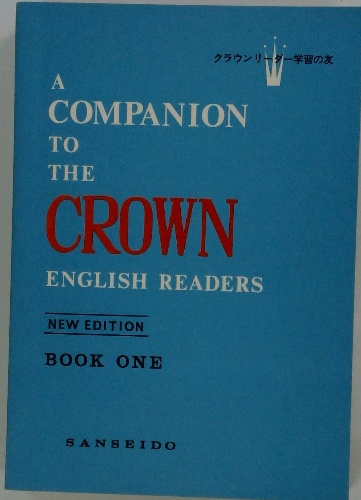 クラウンリーダー学習の友
A
COMPANION
TO
THE
CROWN
ENGLISH READERS
NEW EDITION
BOOK ONE
SANSEIDO